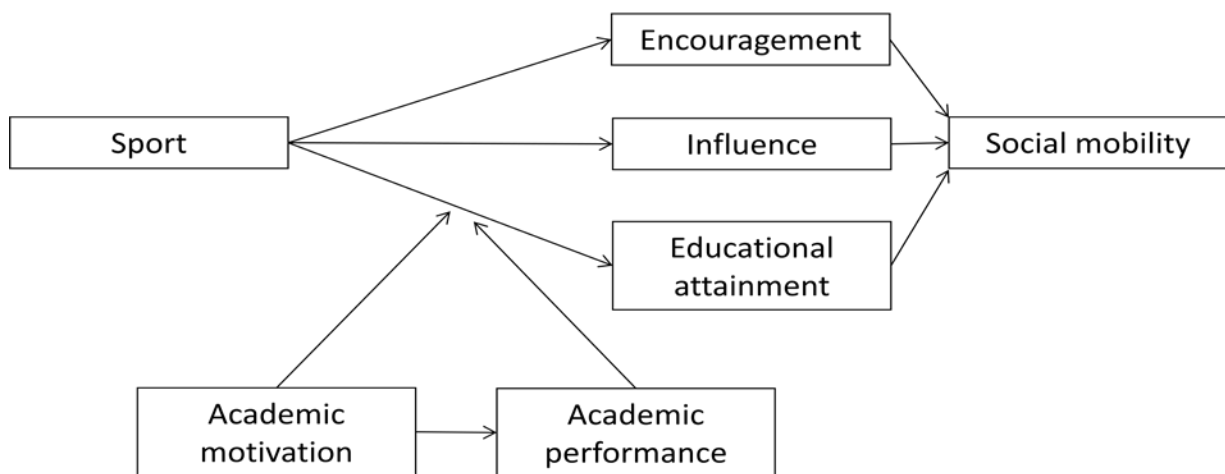 Encouragement
Sport
Influence
Social mobility
Educational
attainment
Academic
motivation
Academic
performance